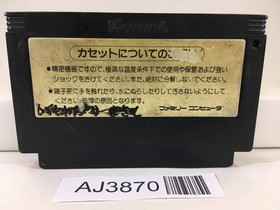 Konami
カセットについての
●精密機器ですので、極端な温度条件下での使用や保管および強い
ショックをさけてください。また、絶対に分解しないでください。
●端子部に手を触れたり、水にぬらしたりして汚さないようにして
ください。故障の原因となります。
ファミリー コンピュータ
AJ3870